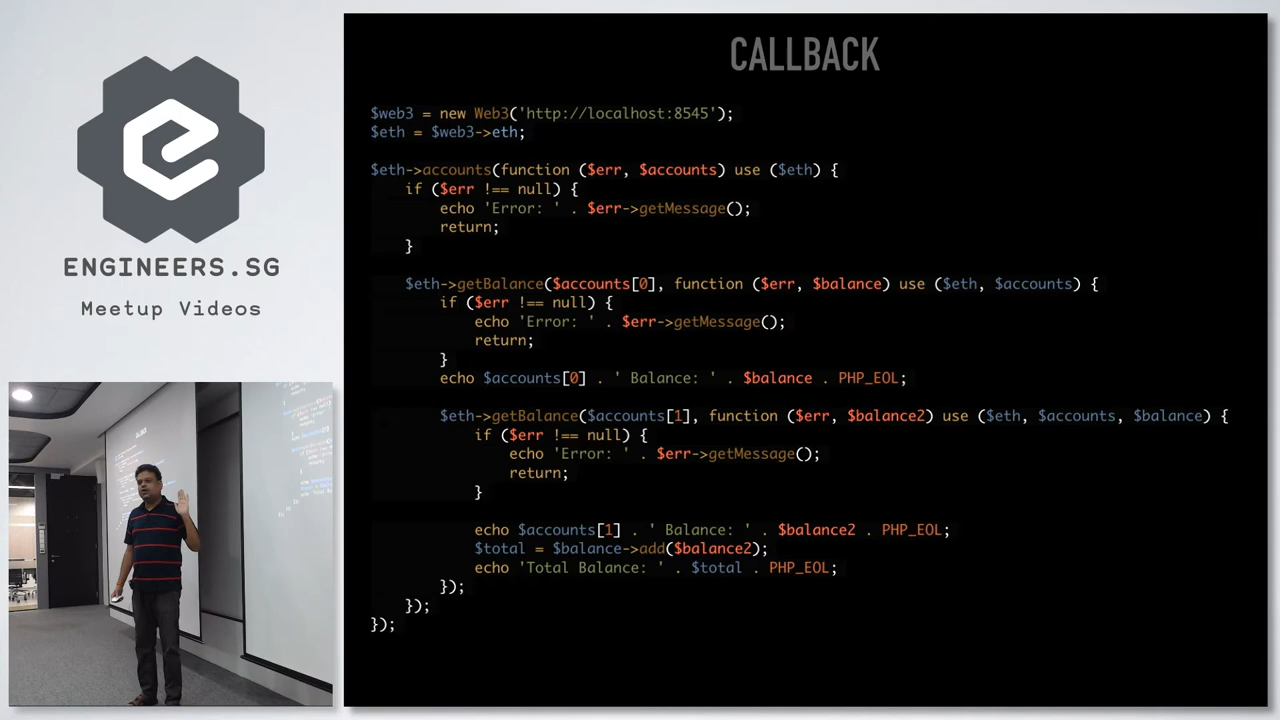 ENGINEERS.SG
Meetup Videos
CALLBACK
$web3 = new Web3('http://localhost:8545');
$eth = $web3->eth;
$eth->accounts(function ($err, $accounts) use ($eth) {
if ($err !== null) {
echo 'Error: ' . $err->getMessage();
return;
}
$eth->getBalance($accounts[0], function ($err, $balance) use ($eth, $accounts) {
if ($err !== null) {
echo 'Error: ' . $err->getMessage();
return;
}
echo $accounts[0] . ' Balance: ' . $balance . PHP_EOL;
$eth->getBalance($accounts[1], function ($err, $balance2) use ($eth, $accounts, $balance) {
if ($err !== null) {
echo 'Error: ' . $err->getMessage();
return;
}
echo $accounts[1] . ' Balance: ' . $balance2 . PHP_EOL;
$total = $balance->add($balance2);
echo 'Total Balance: ' . $total . PHP_EOL;
});
});
});